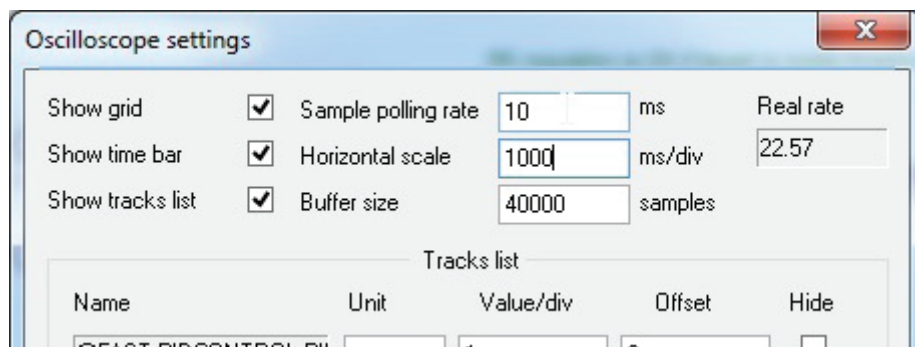 Oscilloscope settings
Show grid Sample polling rate 10 ms Real rate
Show time bar Horizontal scale 1000 ms/div 22.57
Show tracks list Buffer size 40000 samples
Tracks list
Name Unit Value/div Offset Hide